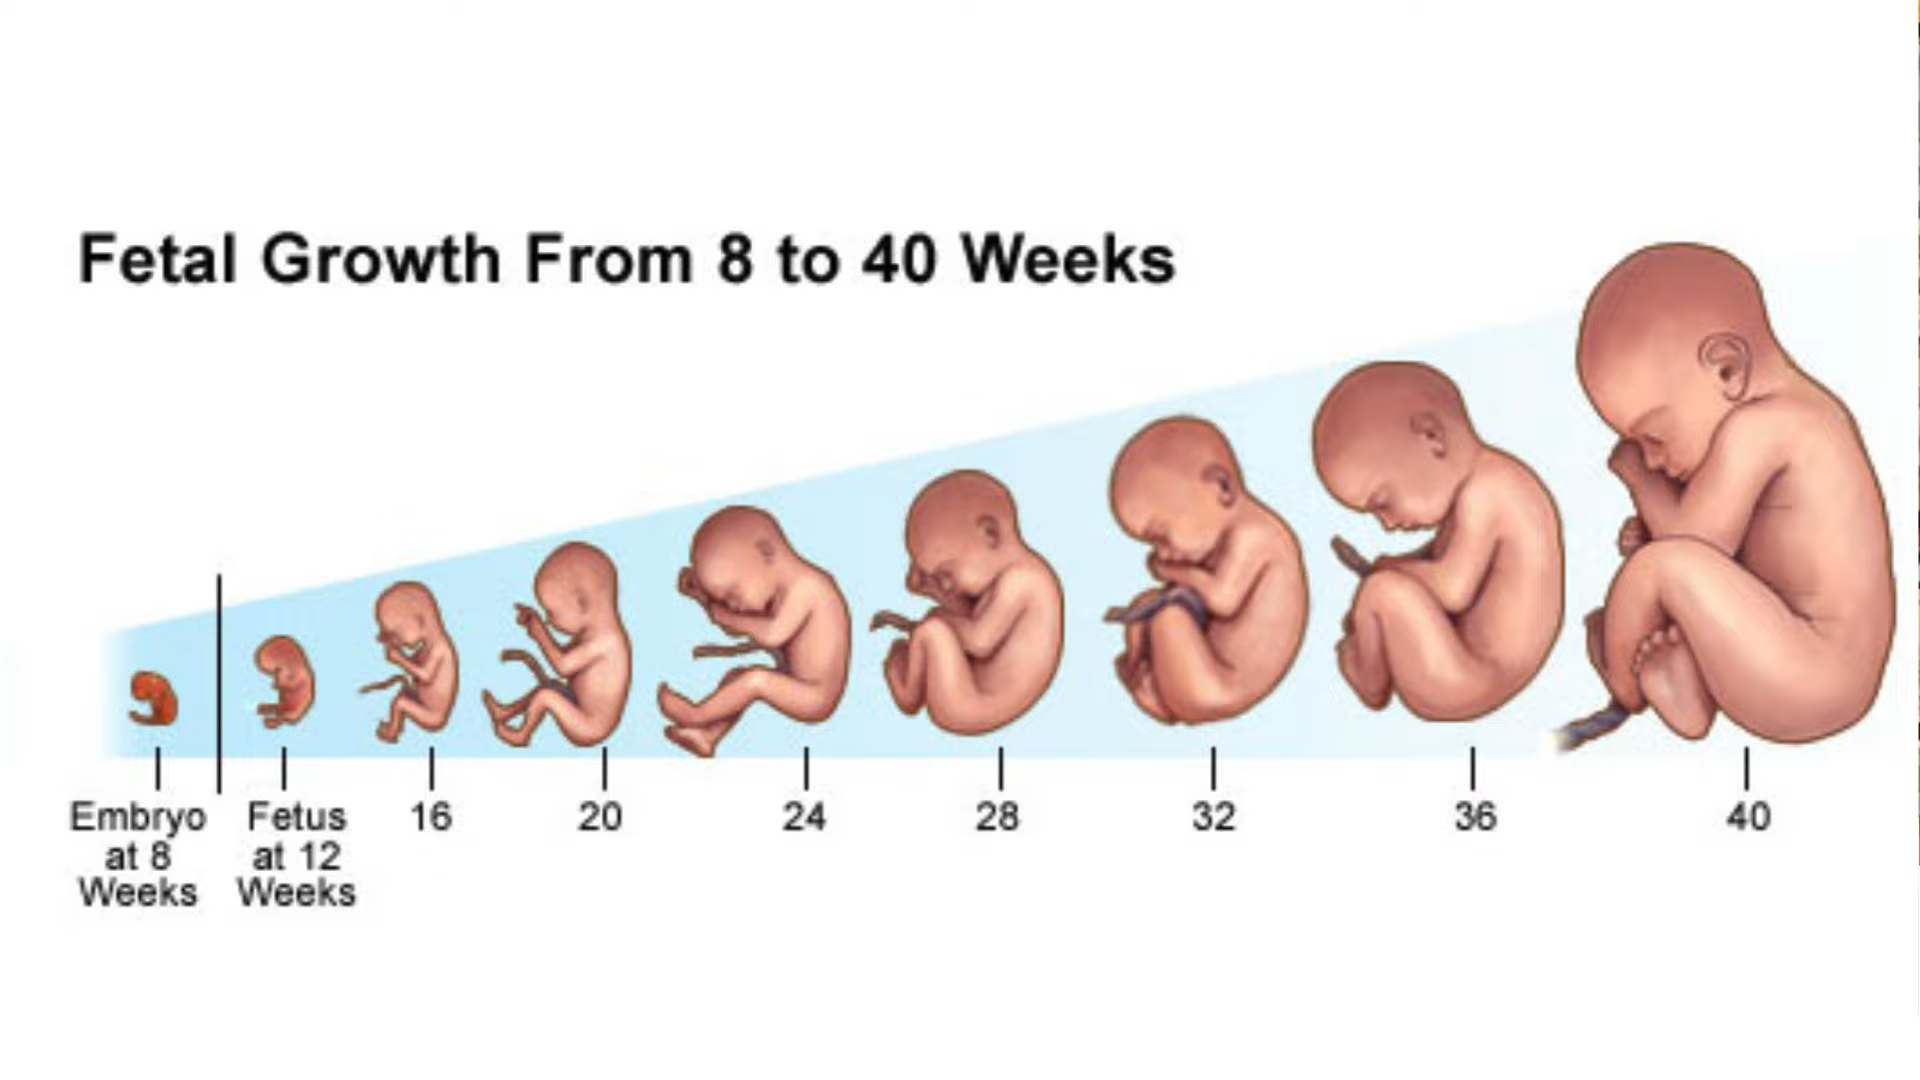 Fetal Growth From 8 to 40 Weeks
Embryo
at 8
Weeks
Fetus
at 12
Weeks
16
20
24
28
32
36
40